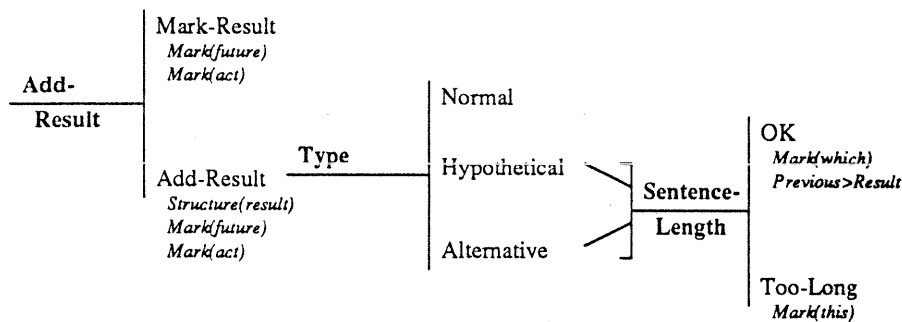 Mark-Result
Mark(future)
Mark(act)
Add-
Result
Add-Result
Structure(result)
Mark(future)
Mark(act)
Type
Normal
Hypothetical
Alternative
Sentence-
Length
OK
Mark(which)
Previous>Result
Too-Long
Mark(this)